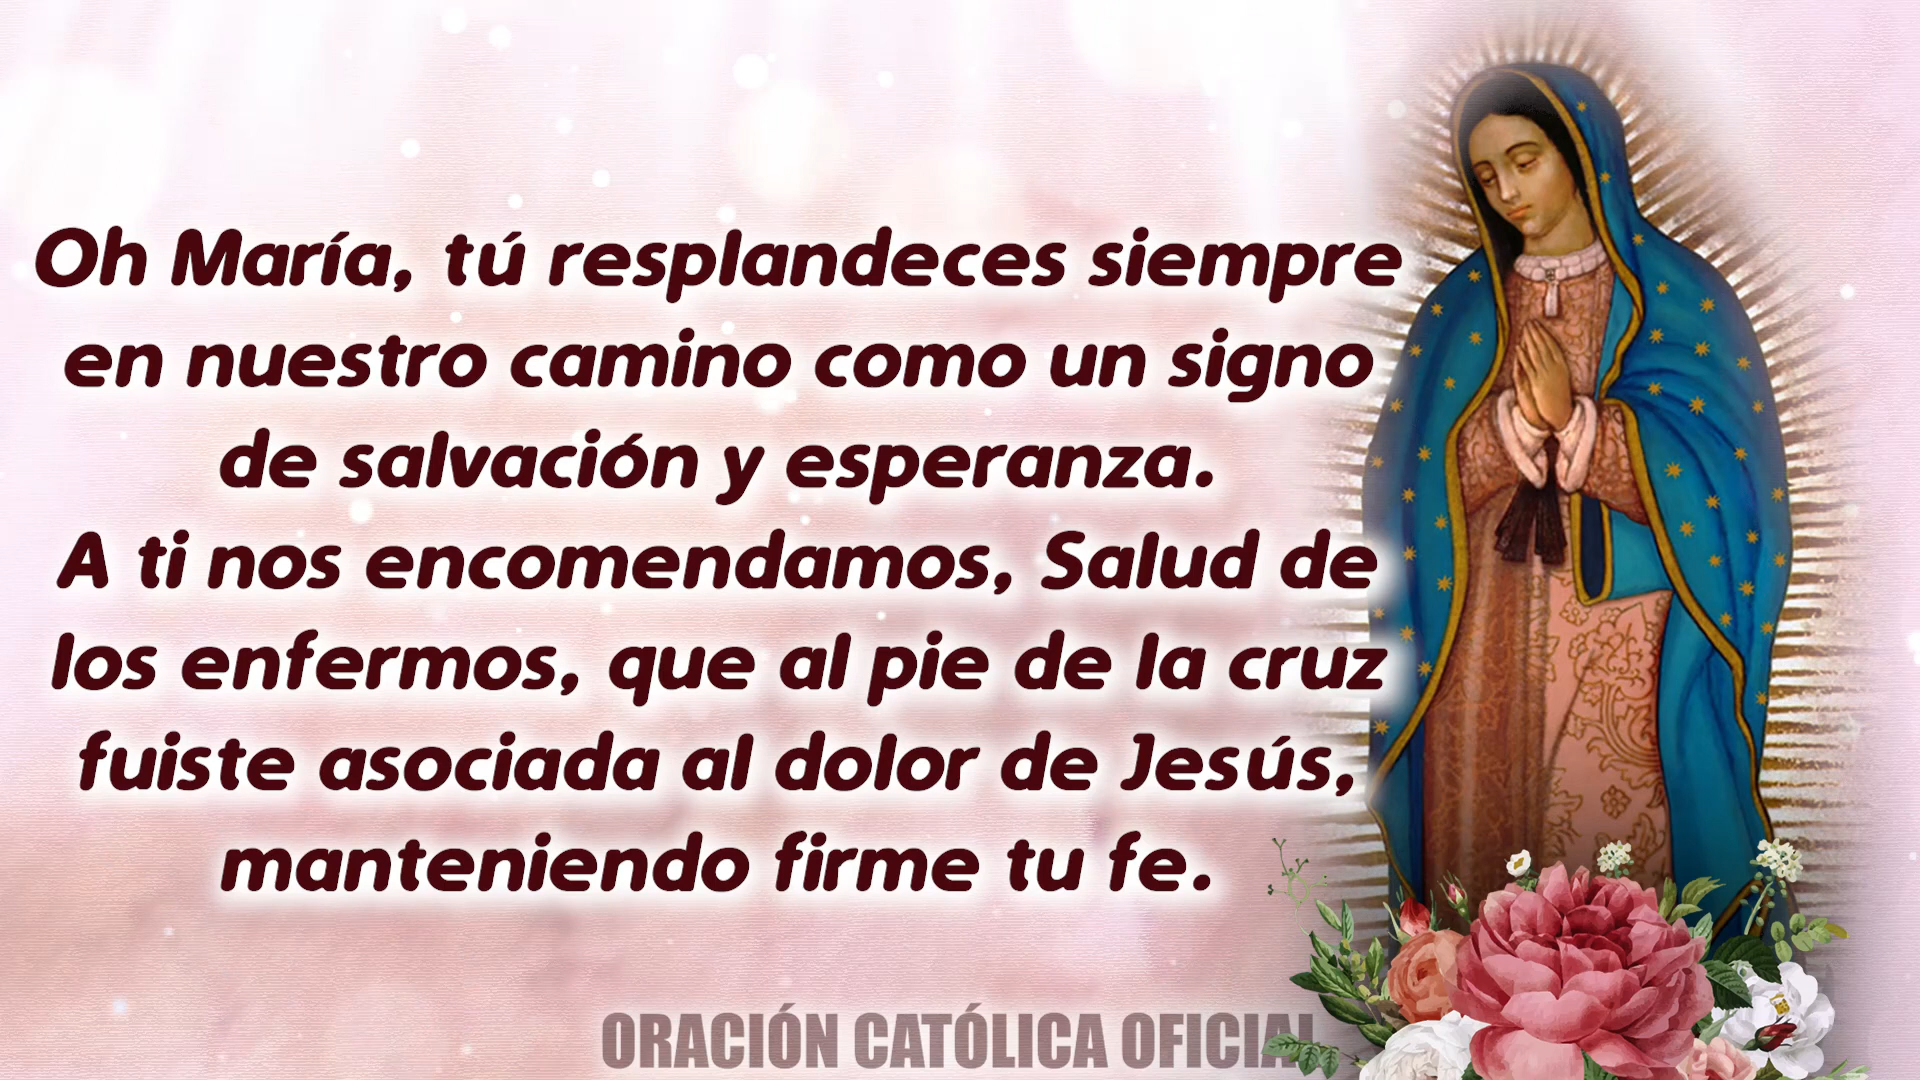 Oh María, tú resplandeces siempre
en nuestro camino como un signo
de salvación y esperanza.
A ti nos encomendamos, Salud de
los enfermos, que al pie de la cruz
fuiste asociada al dolor de Jesús,
manteniendo firme tu fe.
ORACIÓN CATÓLICA OFICIAL